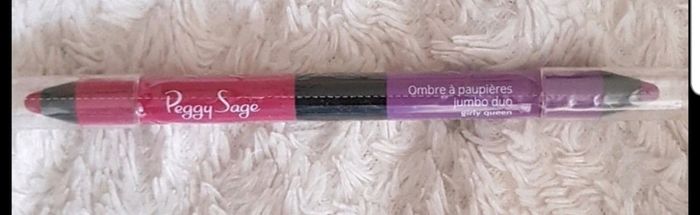 Peggy Sage
Ombre à paupières
jumbo duo
girly queen